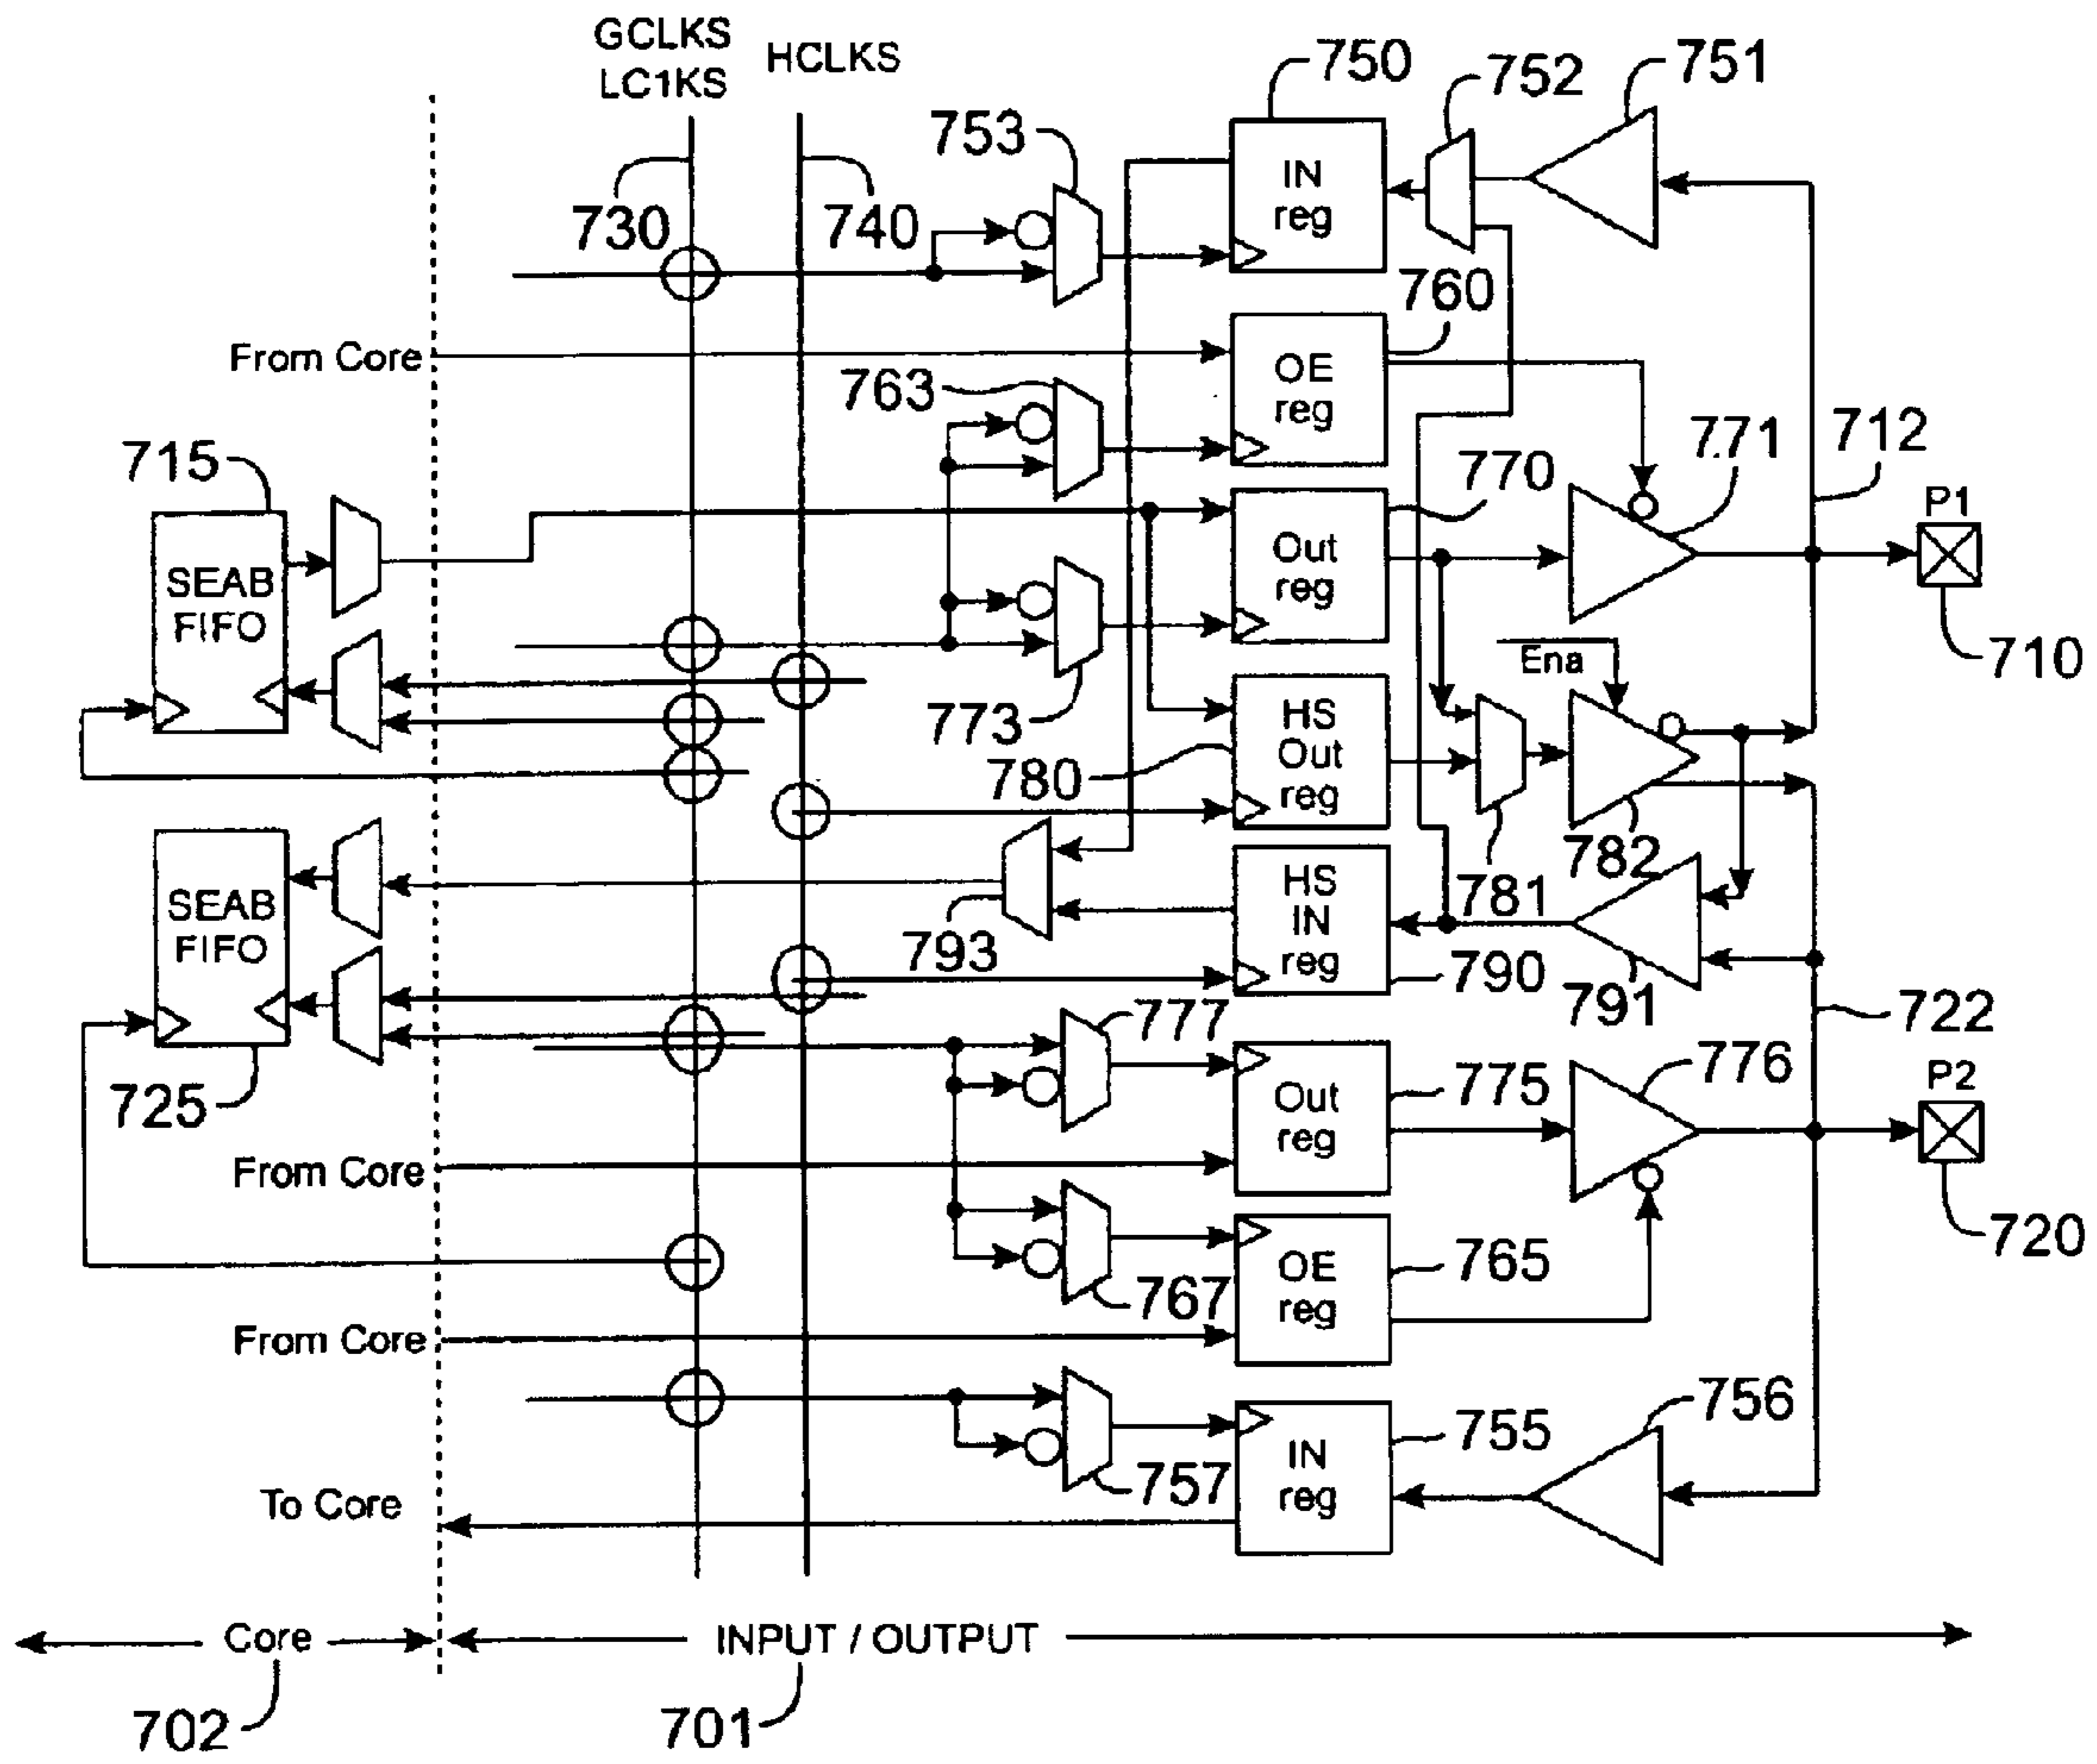 GCLKS
LC1KS
HCLKS
750
752
751
753
IN
reg
730
740
760
From Core
OE
reg
763
712
771
715
770
P1
SEAB
FIFO
Out
reg
710
Ena
773
HS
Out
reg
780
782
781
SEAB
FIFO
HS
IN
reg
793
790
791
722
777
725
775
776
P2
Out
reg
From Core
720
OE
reg
765
767
From Core
756
755
IN
reg
757
To Core
Core
INPUT / OUTPUT
702
701